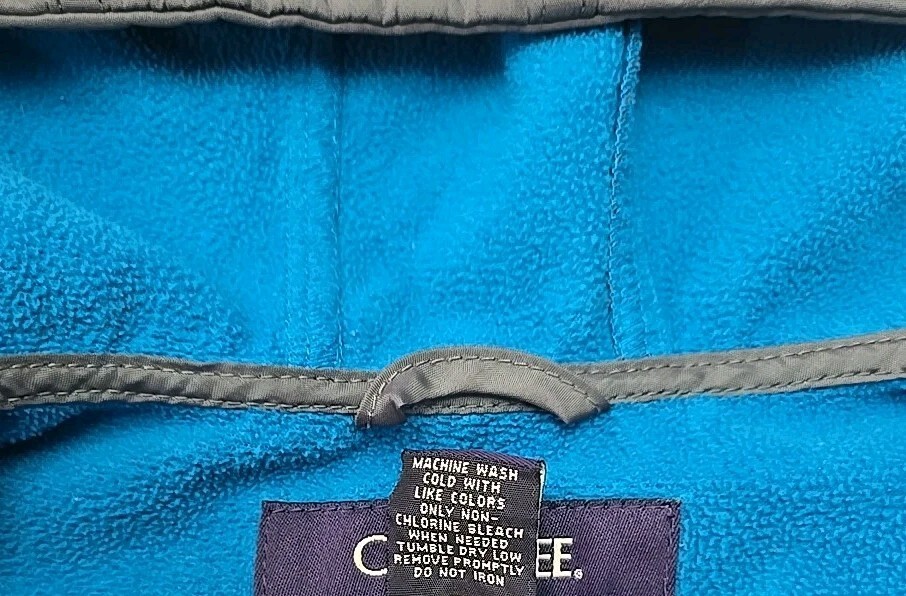 MACHINE WASH
COLD WITH
LIKE COLORS
ONLY NON-
CHLORINE BLEACH
WHEN NEEDED
TUMBLE DRY LOW
REMOVE PROMPTLY
DO NOT IRON
C EE.